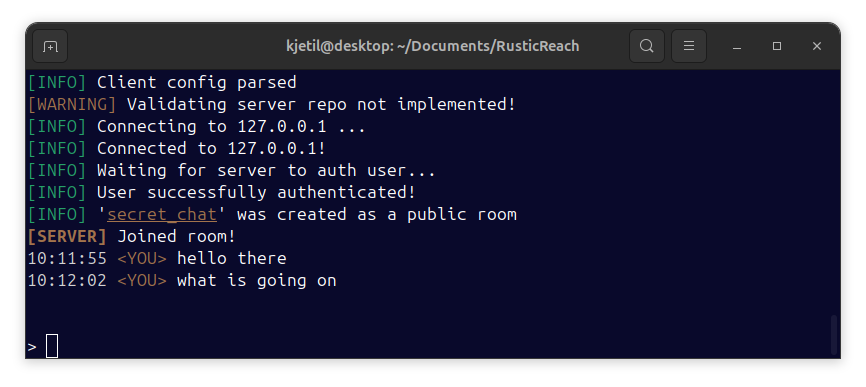 kjetil@desktop: ~/Documents/RusticReach
[INFO] Client config parsed
[WARNING] Validating server repo not implemented!
[INFO] Connecting to 127.0.0.1 ...
[INFO] Connected to 127.0.0.1!
[INFO] Waiting for server to auth user...
[INFO] User successfully authenticated!
[INFO] 'secret_chat' was created as a public room
[SERVER] Joined room!
10:11:55 <YOU> hello there
10:12:02 <YOU> what is going on
>